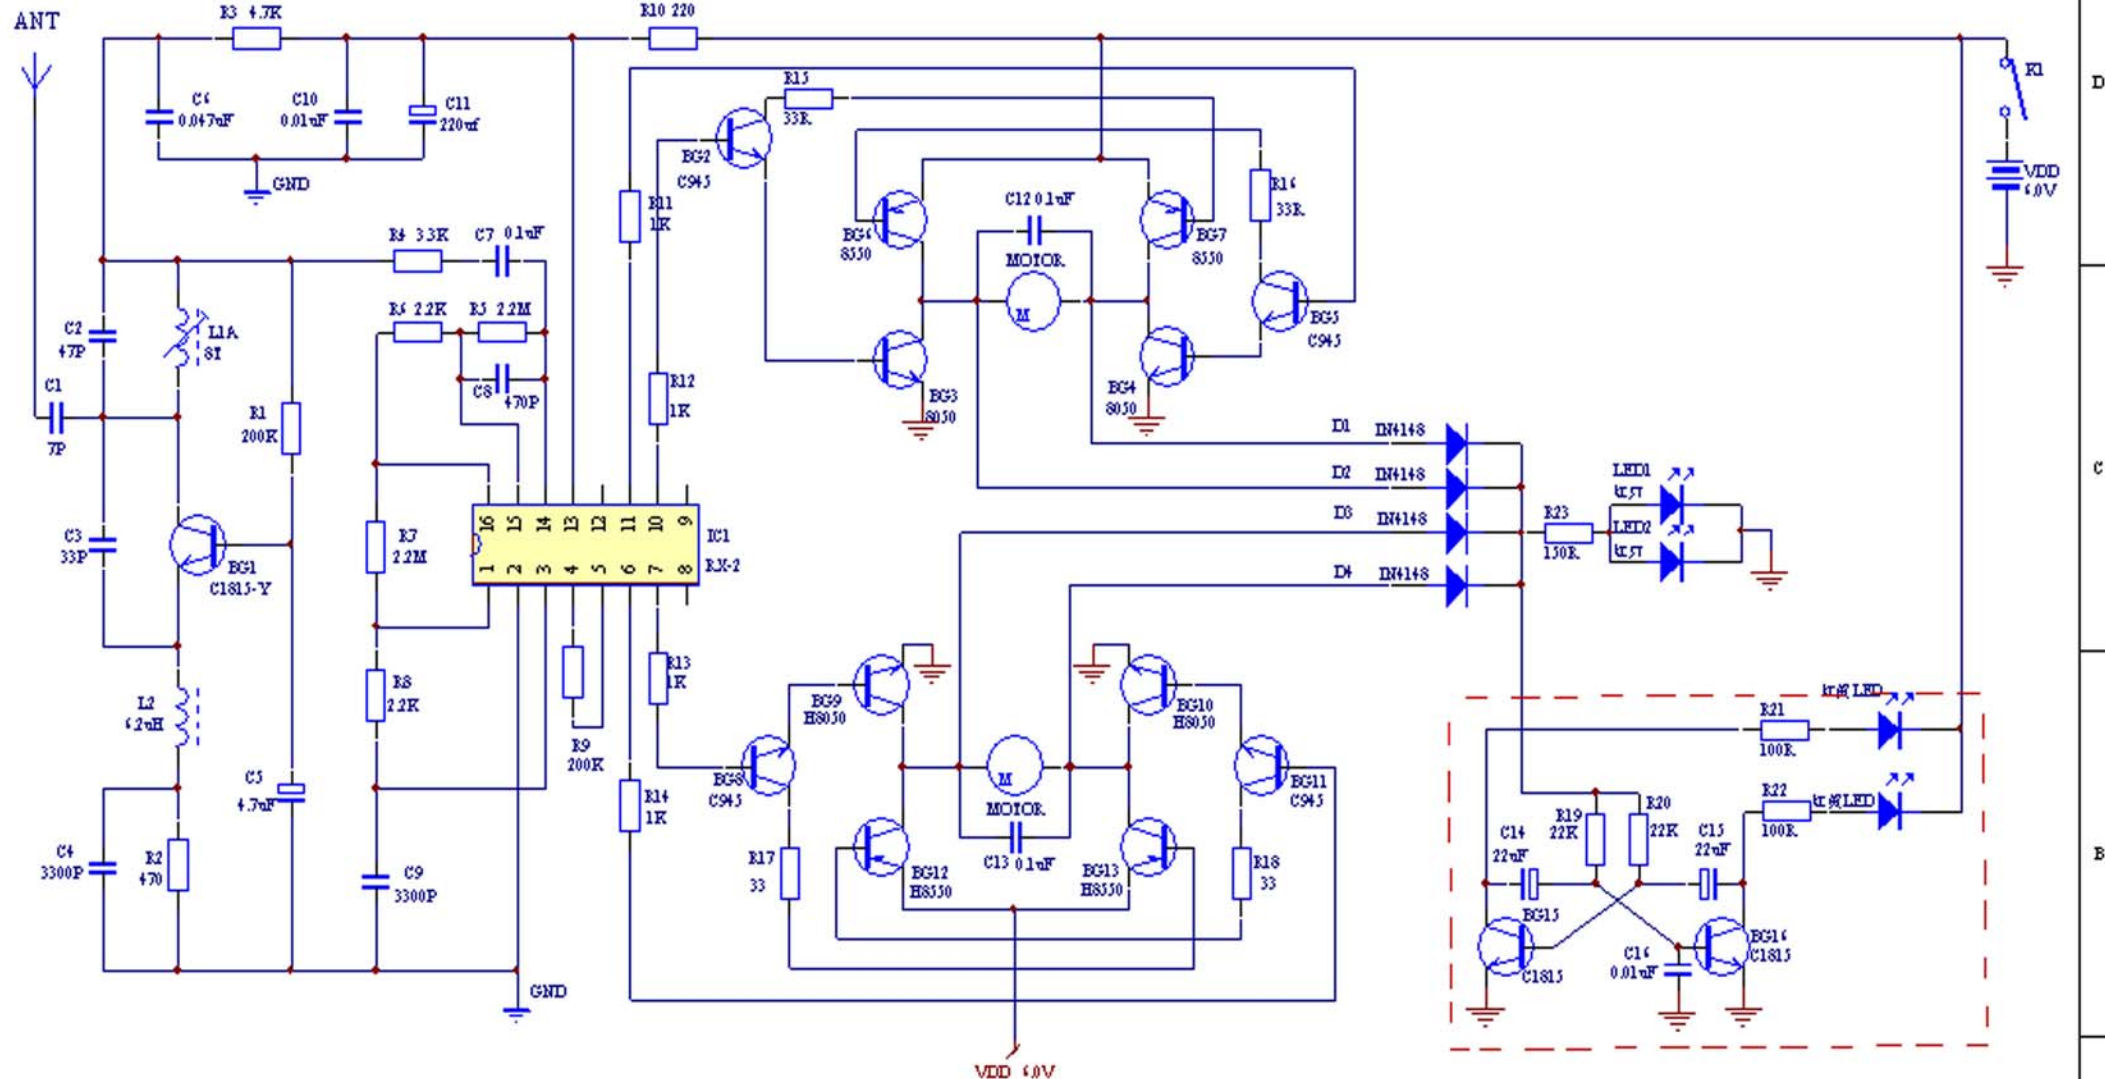 ANT
R3 4.7K
R10 220
K1
D
R15
33R
C6
0.047uF
C10
0.01uF
C11
220uf
BG2
C945
VDD
6.0V
GND
R11
1K
C12 0.1uF
R16
33R
R4 3.3K
C7 0.1uF
BG6
8550
BG7
8550
MOTOR
M
R6 2.2K
R5 2.2M
L1A
8T
C2
47P
BG5
C945
C8
470P
R12
1K
C1
7P
R1
200K
BG3
8050
BG4
8050
D1 IN4148
D2 IN4148
C
LED1
LED2
D3 IN4148
R23
150R
16 15 14 13 12 11 10 9
IC1
RX-2
1 2 3 4 5 6 7 8
C3
33P
R7
2.2M
BG1
C1815-Y
D4 IN4148
R13
1K
R8
2.2K
L2
6.2uH
BG9
H8050
BG10
H8050
R21
100R
LED
R9
200K
BG8
C945
M
MOTOR
BG11
C945
C5
4.7uF
R14
1K
R22
100R
LED
R19
22K
R20
22K
C14
22uF
C15
22uF
C4
3300P
R2
470
C9
3300P
R17
33
BG12
H8550
C13 0.1uF
BG13
H8550
R18
33
B
BG15
C1815
C16
0.01uF
BG16
C1815
GND
VDD 6.0V